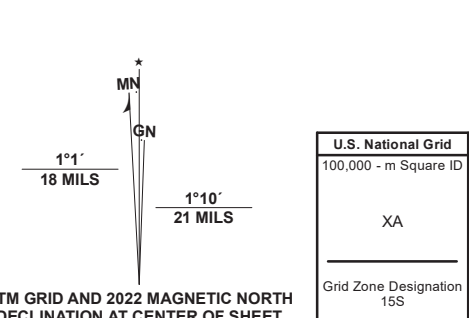 ★
MN
GN
1°1´
18 MILS
1°10´
21 MILS
TM GRID AND 2022 MAGNETIC NORTH
DECLINATION AT CENTER OF SHEET
U.S. National Grid
100,000 - m Square ID
XA
Grid Zone Designation
15S